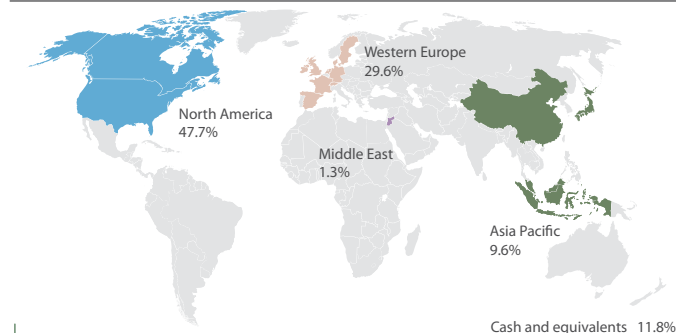 Western Europe
29.6%
North America
47.7%
Middle East
1.3%
Asia Pacific
9.6%
Cash and equivalents 11.8%